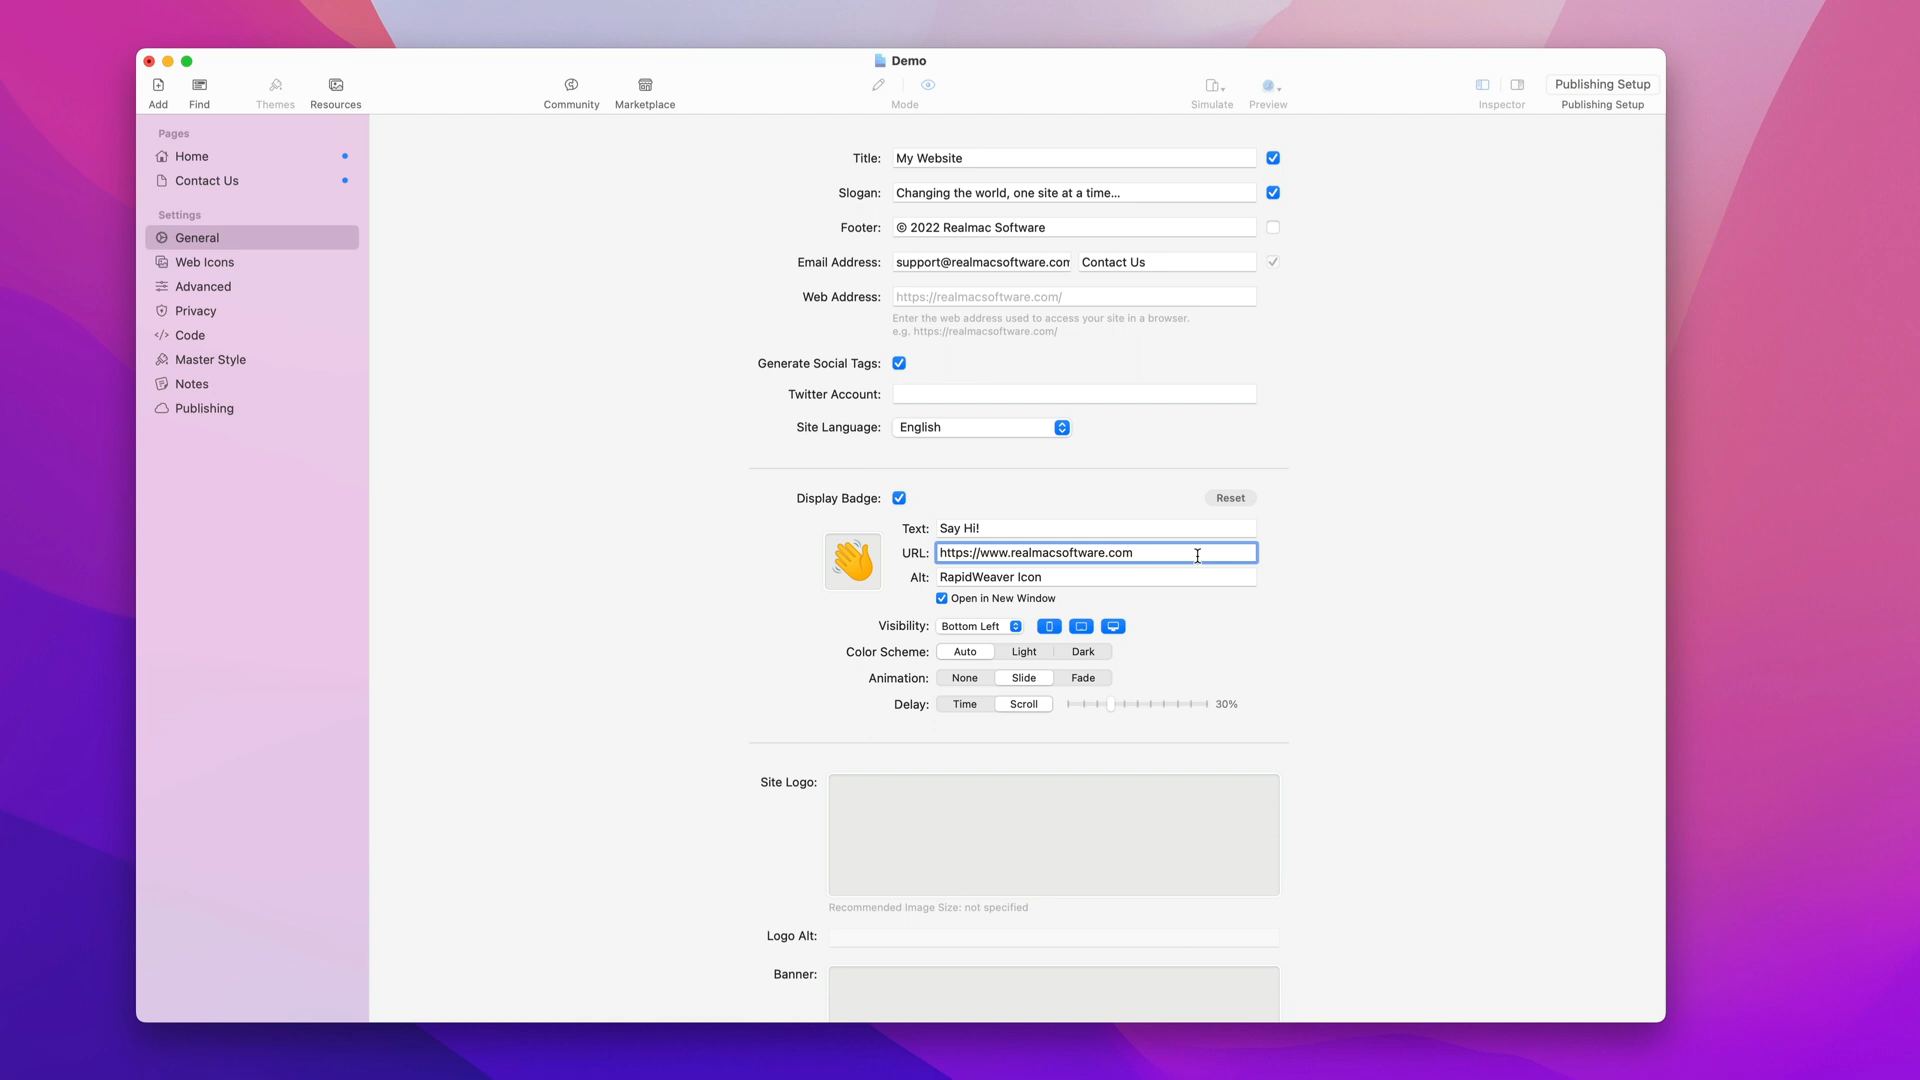 Demo
Add
Find
Themes
Resources
Community
Marketplace
Mode
Simulate
Preview
Inspector
Publishing Setup
Publishing Setup
Pages
Home
Contact Us
Settings
General
Web Icons
Advanced
Privacy
Code
Master Style
Notes
Publishing
Title: My Website
Slogan: Changing the world, one site at a time...
Footer: © 2022 Realmac Software
Email Address: support@realmacsoftware.com Contact Us
Web Address: https://realmacsoftware.com/
Enter the web address used to access your site in a browser.
e.g. https://realmacsoftware.com/
Generate Social Tags:
Twitter Account:
Site Language: English
Display Badge: Reset
Text: Say Hi!
URL: https://www.realmacsoftware.com
Alt: RapidWeaver Icon
Open in New Window
Visibility: Bottom Left
Color Scheme: Auto Light Dark
Animation: None Slide Fade
Delay: Time Scroll 30%
Site Logo:
Recommended Image Size: not specified
Logo Alt:
Banner: